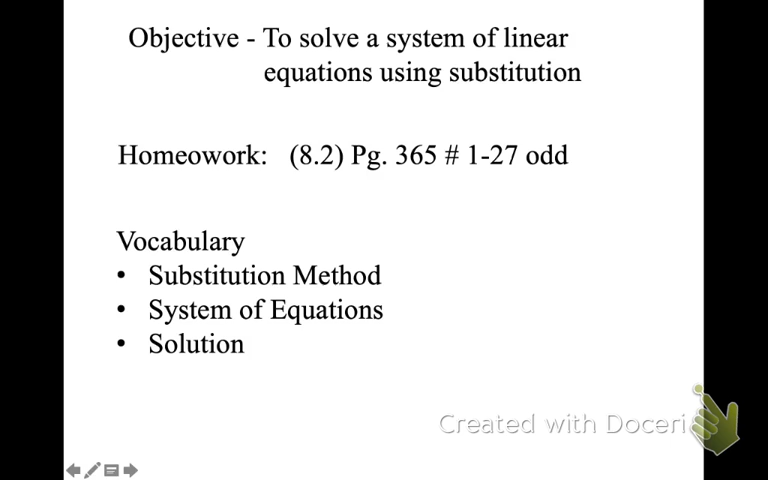 Objective - To solve a system of linear
equations using substitution
Homeowork: (8.2) Pg. 365 # 1-27 odd
Vocabulary
• Substitution Method
• System of Equations
• Solution
Created with Doceri